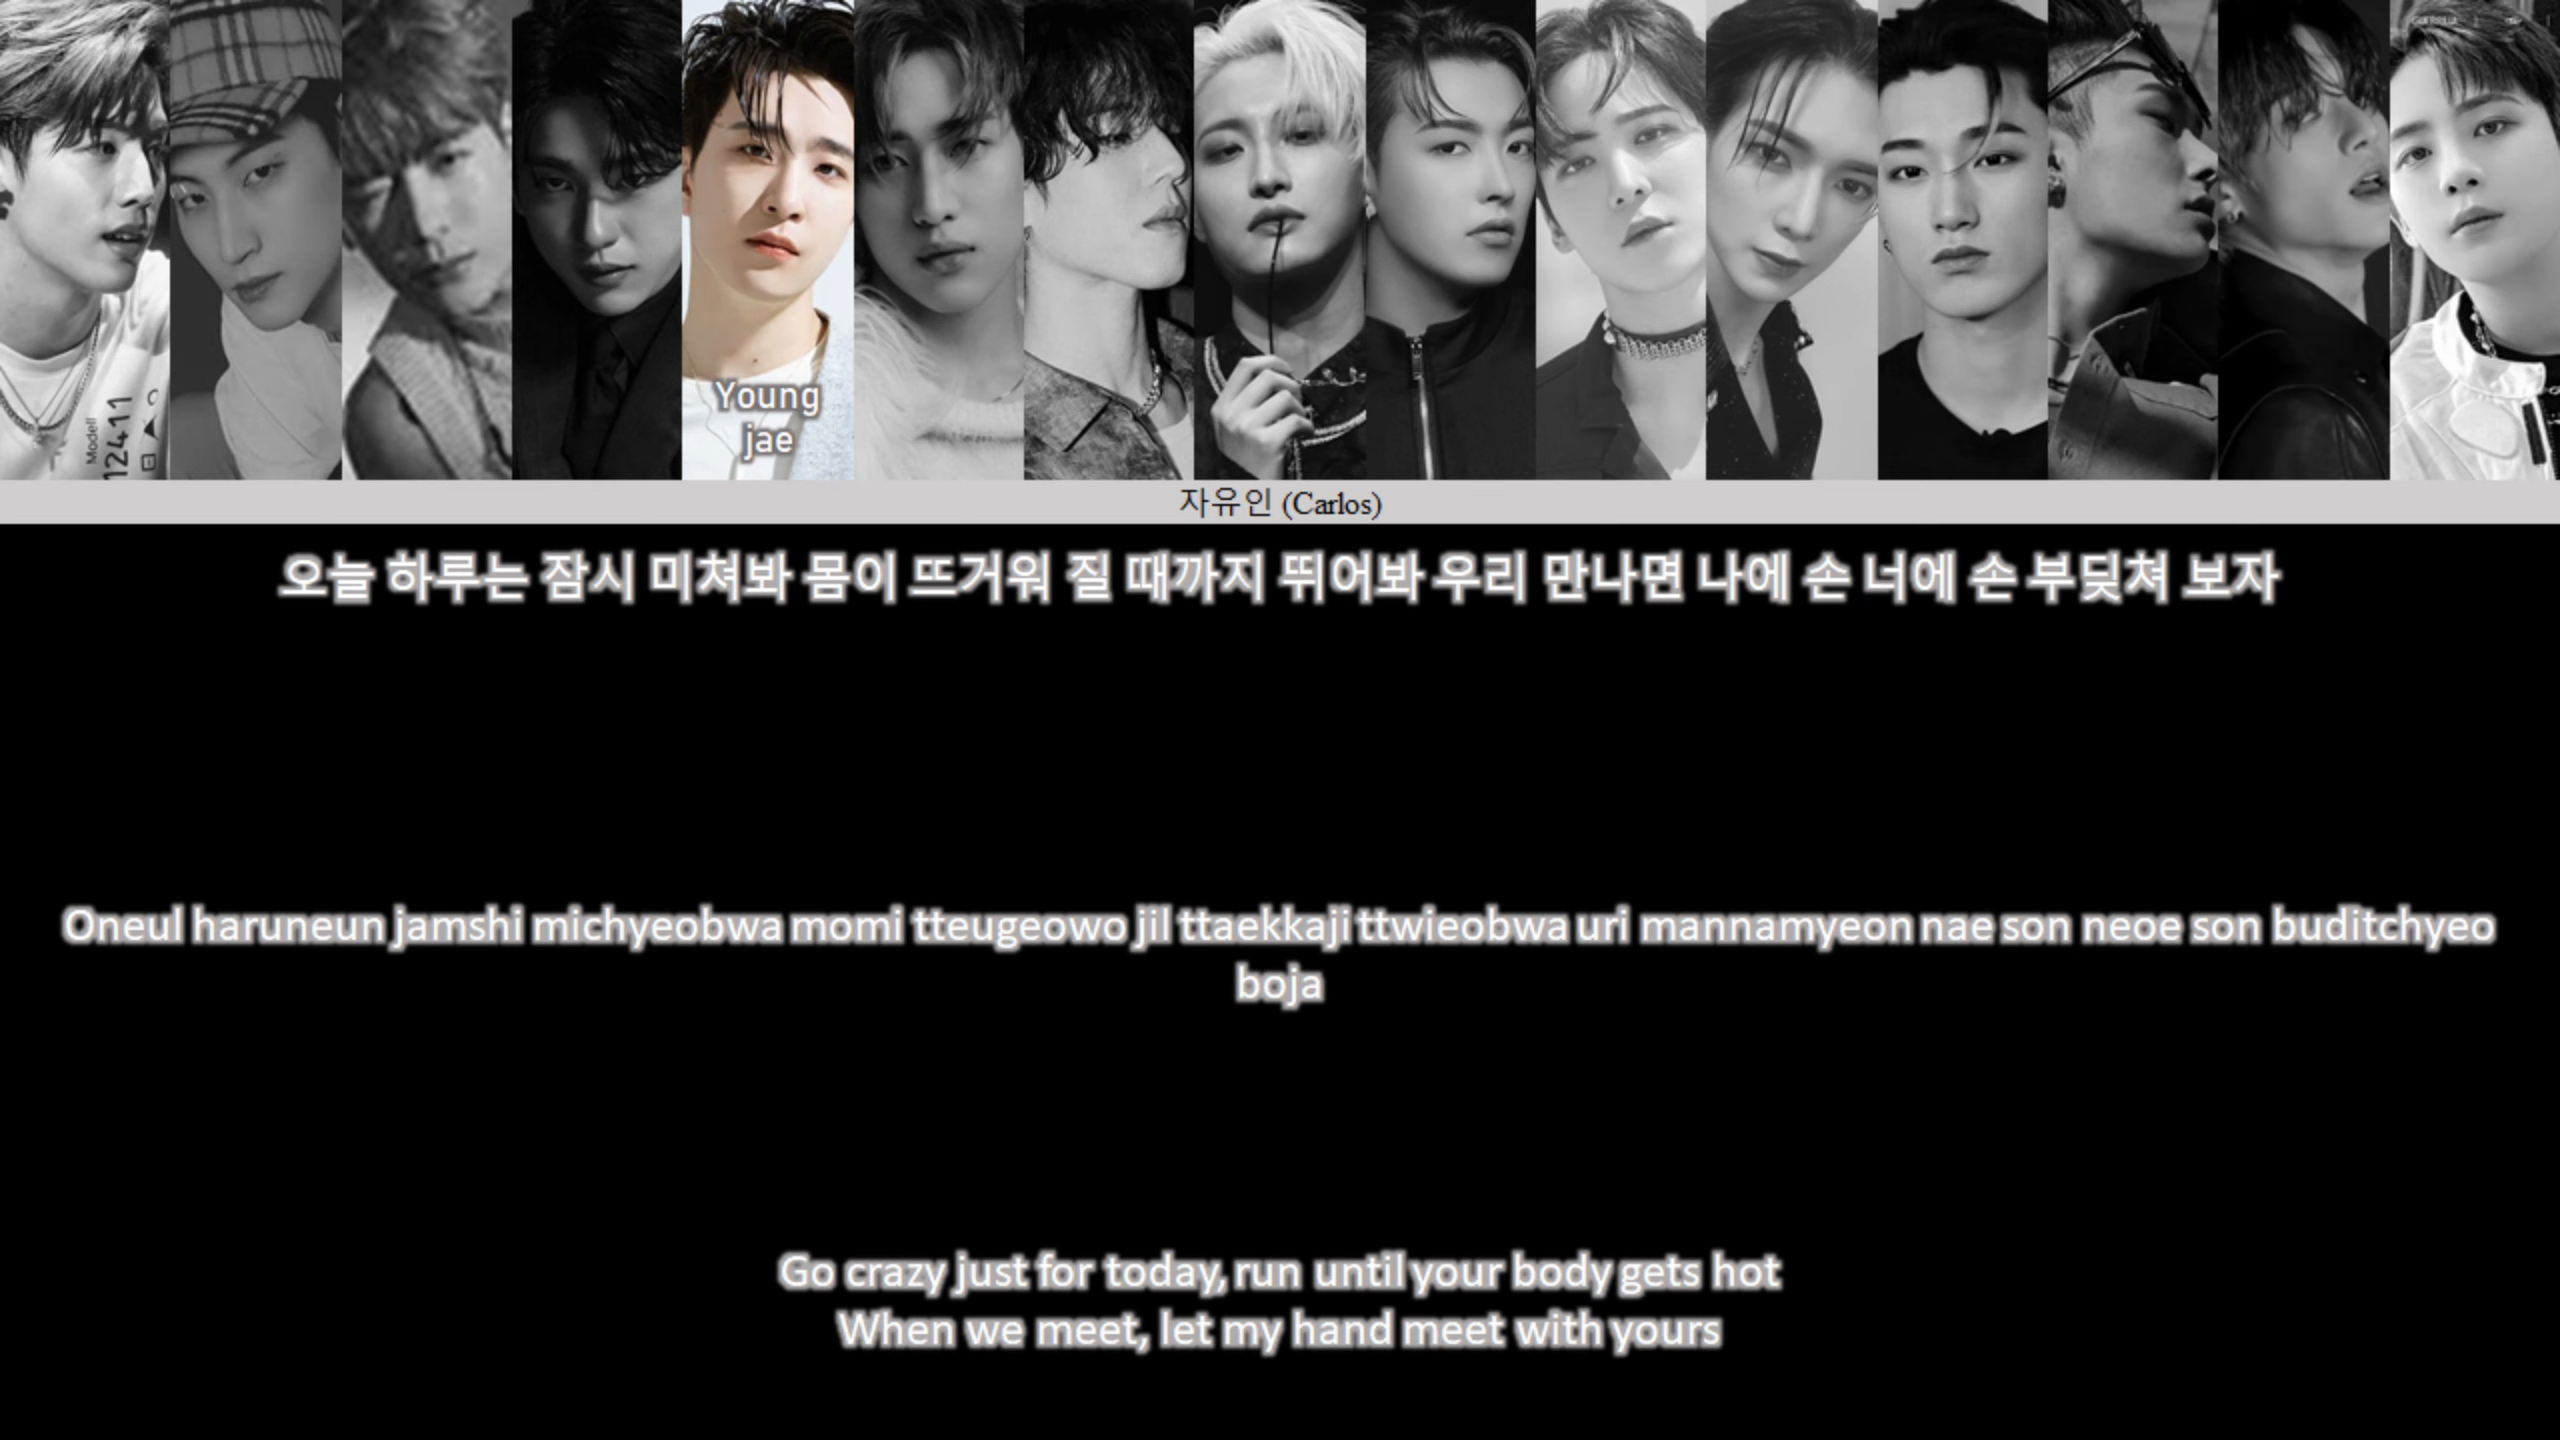 Modell
12411
Young
jae
자유인 (Carlos)
오늘 하루는 잠시 미쳐봐 몸이 뜨거워 질 때까지 뛰어봐 우리 만나면 나에 손 너에 손 부딪쳐 보자
Oneul haruneun jamshi michyeobwa momi tteugeowo jil ttaekkaji ttwieobwa uri mannamyeon nae son neoe son buditchyeo
boja
Go crazy just for today, run until your body gets hot
When we meet, let my hand meet with yours